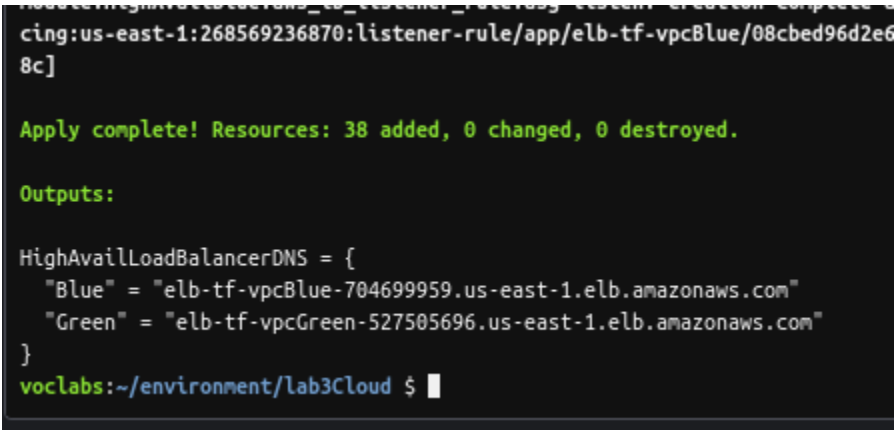 cing:us-east-1:268569236870:listener-rule/app/elb-tf-vpcBlue/08cbed96d2e6
8c]
Apply complete! Resources: 38 added, 0 changed, 0 destroyed.
Outputs:
HighAvailLoadBalancerDNS = {
"Blue" = "elb-tf-vpcBlue-704699959.us-east-1.elb.amazonaws.com"
"Green" = "elb-tf-vpcGreen-527505696.us-east-1.elb.amazonaws.com"
}
voclabs:~/environment/lab3Cloud $